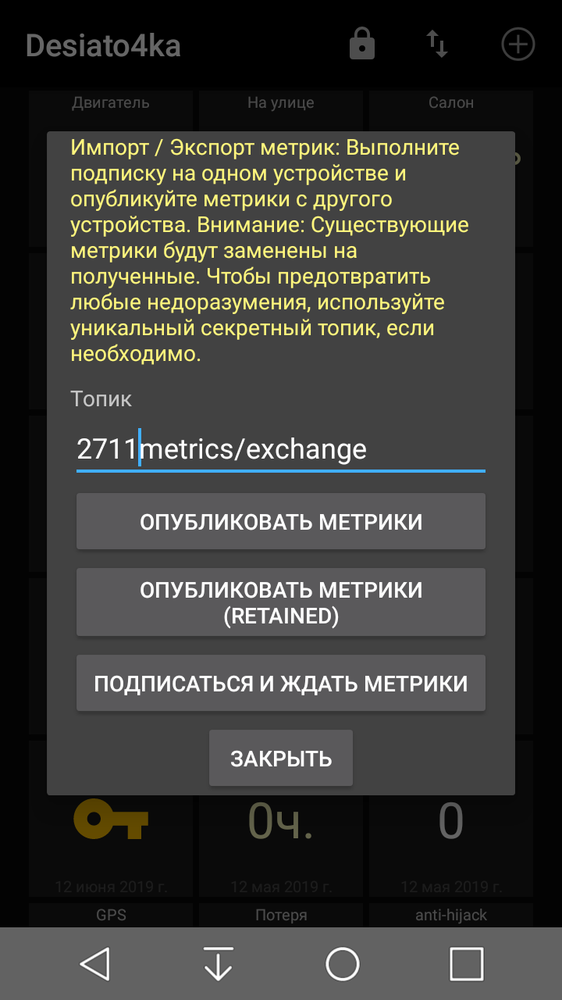 Desiato4ka
Двигатель
На улице
Салон
Импорт / Экспорт метрик: Выполните
подписку на одном устройстве и
опубликуйте метрики с другого
устройства. Внимание: Существующие
метрики будут заменены на
полученные. Чтобы предотвратить
любые недоразумения, используйте
уникальный секретный топик, если
необходимо.
Топик
2711metrics/exchange
ОПУБЛИКОВАТЬ МЕТРИКИ
ОПУБЛИКОВАТЬ МЕТРИКИ
(RETAINED)
ПОДПИСАТЬСЯ И ЖДАТЬ МЕТРИКИ
ЗАКРЫТЬ
0ч.
0
12 июня 2019 г.
12 мая 2019 г.
12 мая 2019 г.
GPS
Потеря
anti-hijack